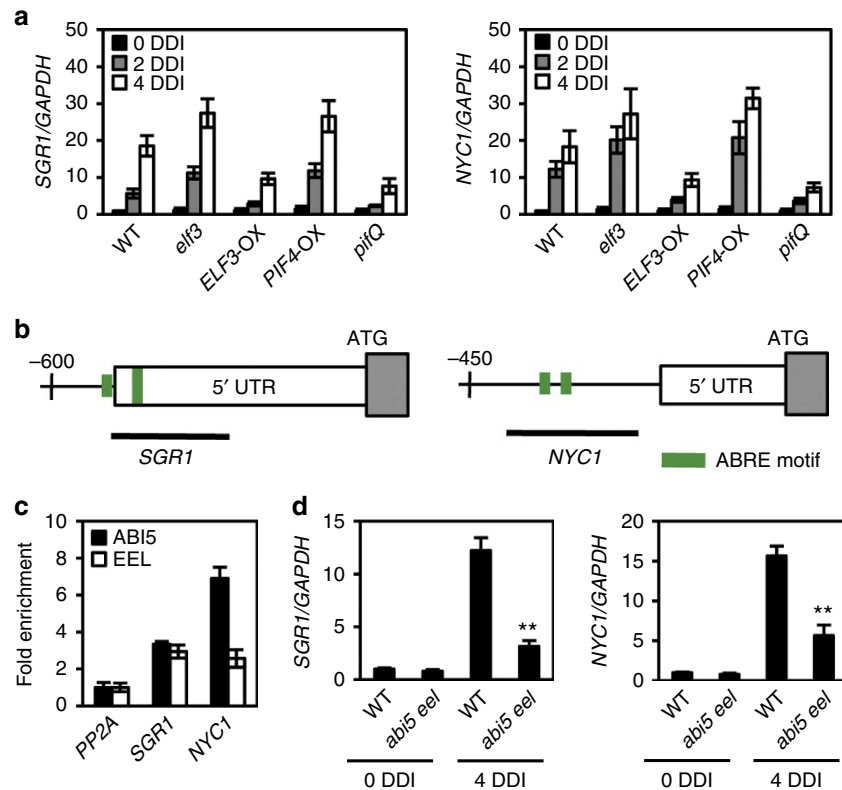 a
SGR1/GAPDH
50
40
30
20
10
0
0 DDI
2 DDI
4 DDI
WT
elf3
ELF3-OX
PIF4-OX
pifQ
NYC1/GAPDH
50
40
30
20
10
0
0 DDI
2 DDI
4 DDI
WT
elf3
ELF3-OX
PIF4-OX
pifQ
b
–600
5′ UTR
ATG
SGR1
–450
5′ UTR
ATG
NYC1
ABRE motif
c
Fold enrichment
10
8
6
4
2
0
ABI5
EEL
PP2A
SGR1
NYC1
d
SGR1/GAPDH
15
10
5
0
**
WT
abi5 eel
WT
abi5 eel
0 DDI
4 DDI
NYC1/GAPDH
20
15
10
5
0
**
WT
abi5 eel
WT
abi5 eel
0 DDI
4 DDI